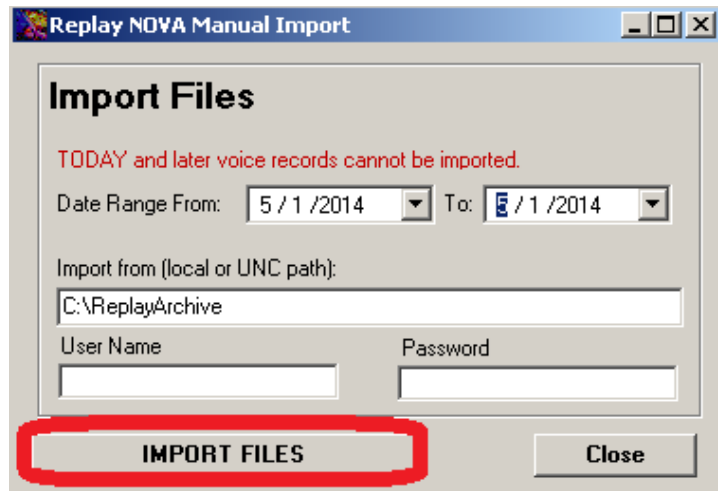 Replay NOVA Manual Import
Import Files
TODAY and later voice records cannot be imported.
Date Range From: 5 / 1 /2014 To: 5 / 1 /2014
Import from (local or UNC path):
C:\ReplayArchive
User Name Password
IMPORT FILES Close